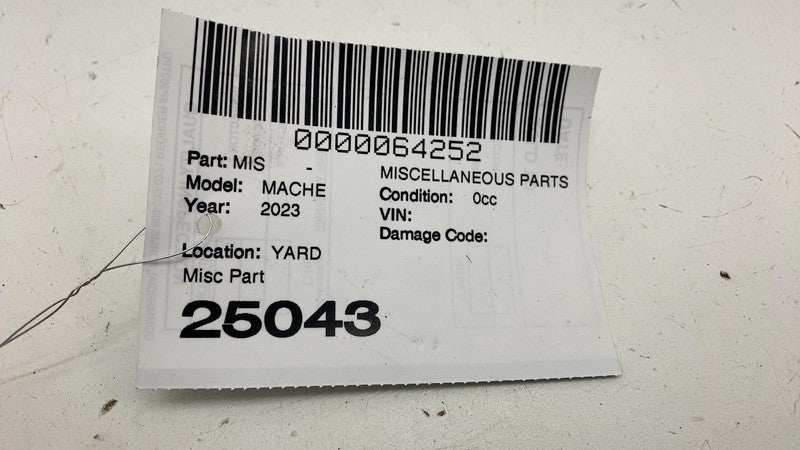 0000064252
Part: MIS - MISCELLANEOUS PARTS
Model: MACHE Condition: 0cc
Year: 2023 VIN:
Damage Code:
Location: YARD
Misc Part
25043